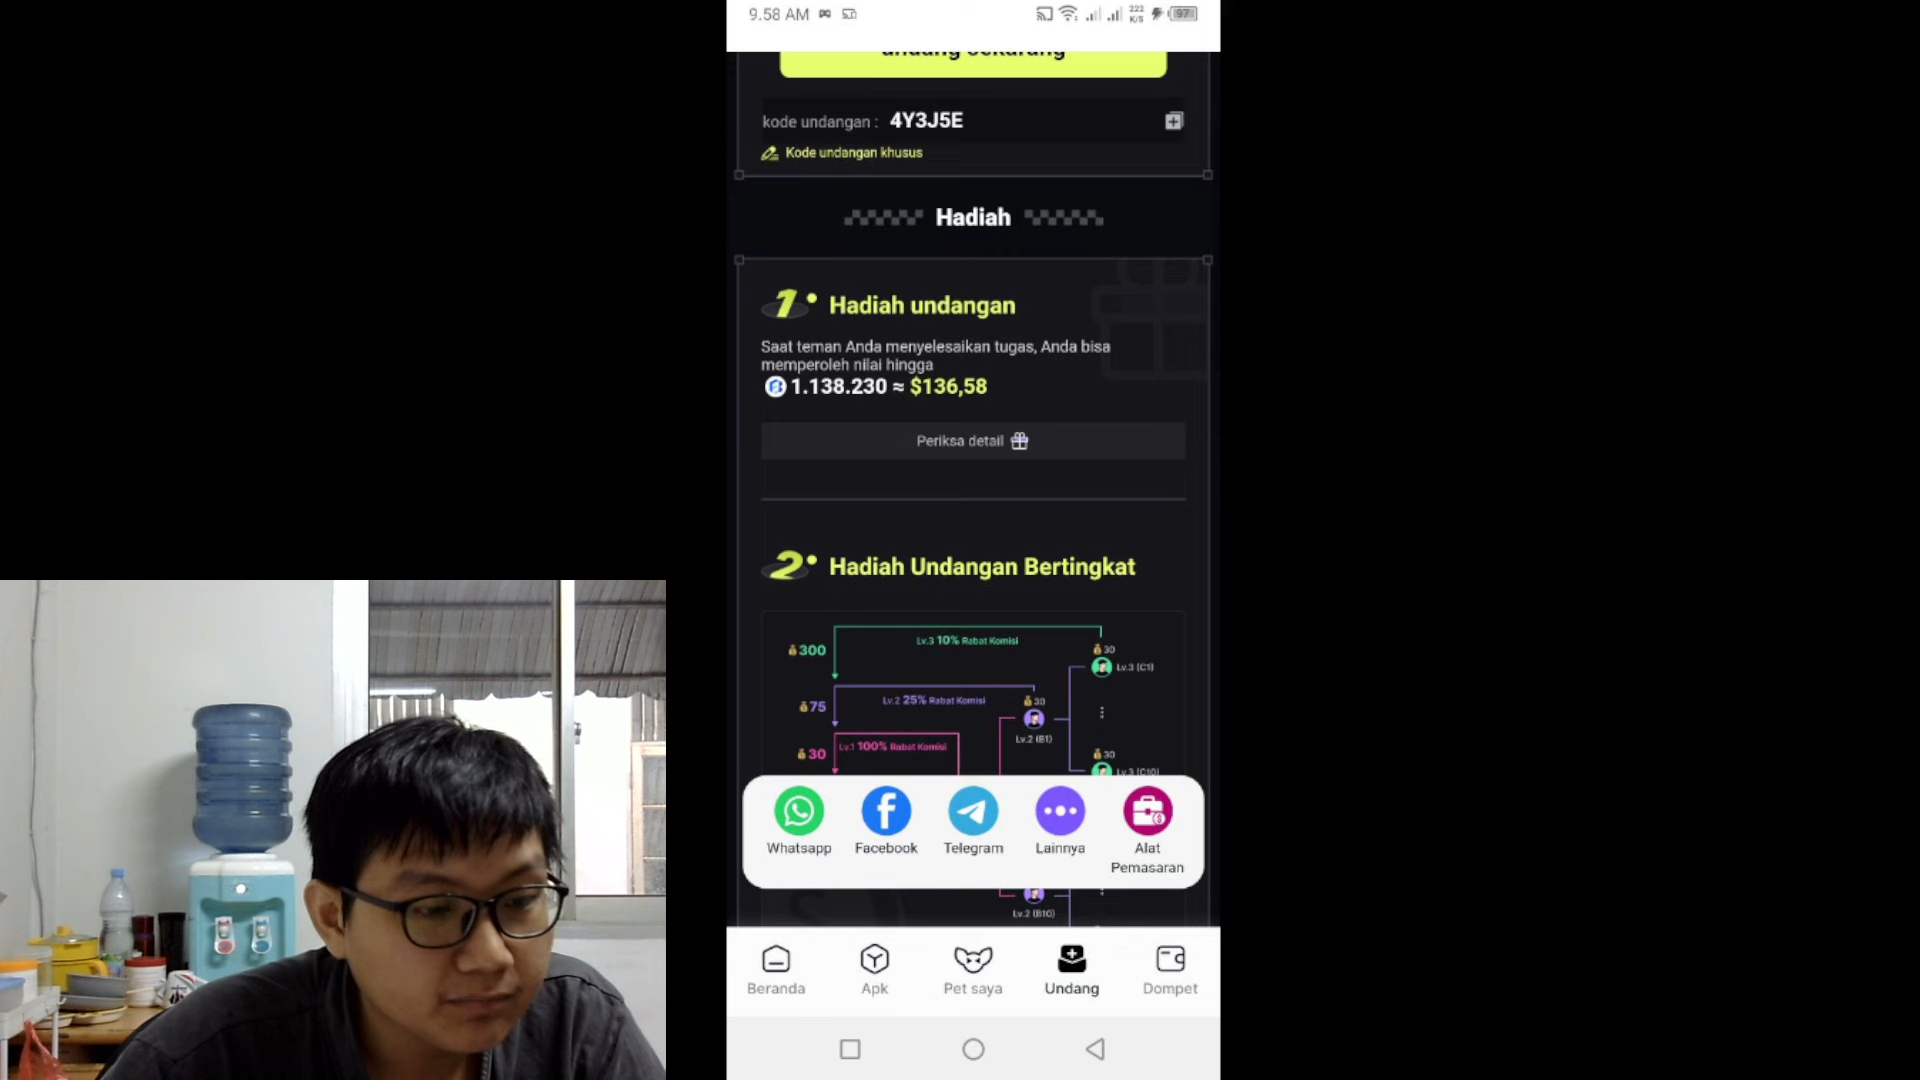 9.58 AM
222
K/S
97
undang sekarang
kode undangan : 4Y3J5E
Kode undangan khusus
Hadiah
1 Hadiah undangan
Saat teman Anda menyelesaikan tugas, Anda bisa
memperoleh nilai hingga
1.138.230 ≈ $136,58
Periksa detail
2 Hadiah Undangan Bertingkat
Lv.3 10% Rabat Komisi
300
30
Lv.3 (C1)
Lv.2 25% Rabat Komisi
75
30
Lv.2 (B1)
Lv.1 100% Rabat Komisi
30
30
Lv.3 (C10)
Whatsapp
Facebook
Telegram
Lainnya
Alat
Pemasaran
Lv.2 (B10)
Beranda
Apk
Pet saya
Undang
Dompet